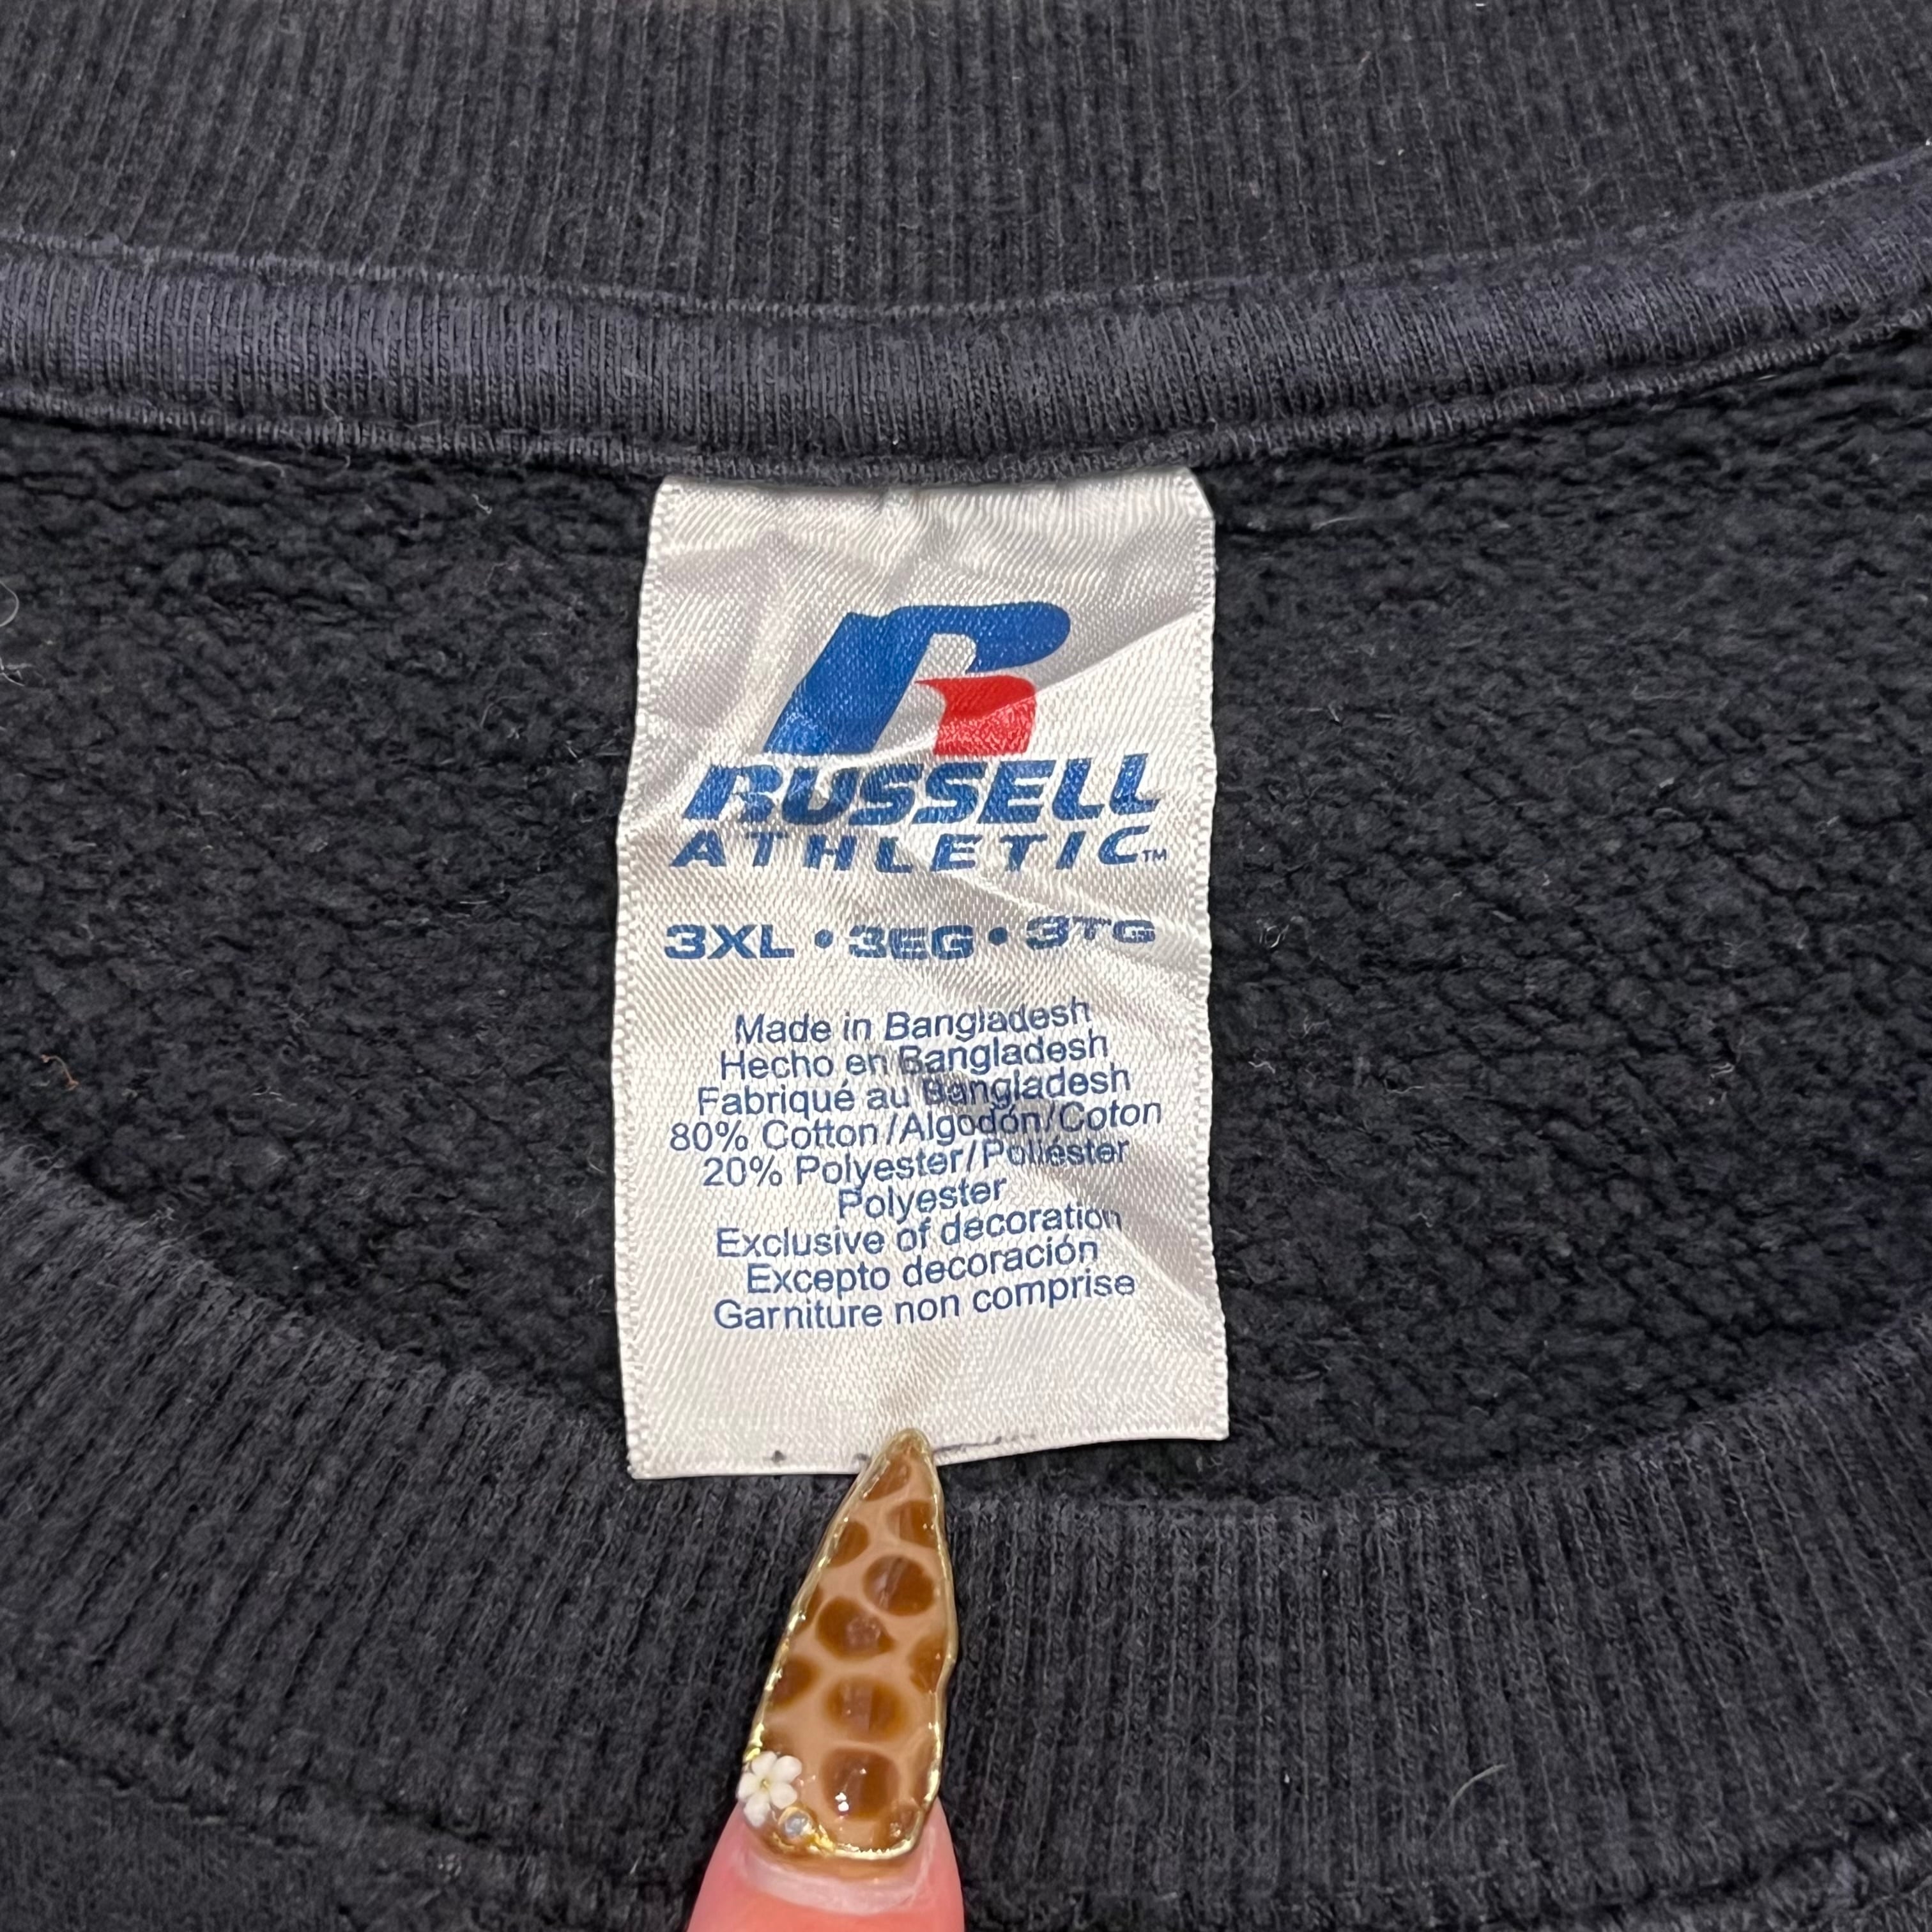 RUSSELL
ATHLETIC™
3XL • 3EG • 3TG
Made in Bangladesh
Hecho en Bangladesh
Fabriqué au Bangladesh
80% Cotton/Algodón/Coton
20% Polyester/Poliéster
Polyester
Exclusive of decoration
Excepto decoración
Garniture non comprise